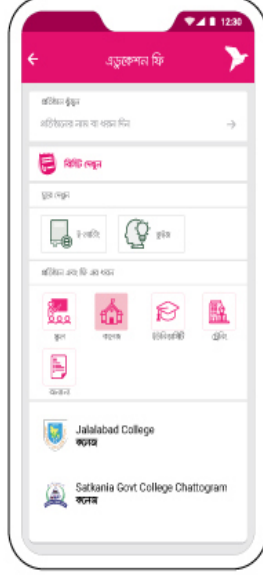 12:30
এডুকেশন ফি
প্রতিষ্ঠান খুঁজুন
প্রতিষ্ঠানের নাম বা ধরন দিন
রিসিট দেখুন
ঘুরে দেখুন
ই-লার্নিং
কুইজ
প্রতিষ্ঠান এবং ফি এর ধরন
স্কুল
কলেজ
ইউনিভার্সিটি
ট্রেনিং
অন্যান্য
Jalalabad College
কলেজ
Satkania Govt College Chattogram
কলেজ